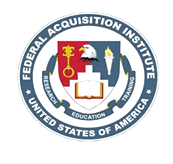 FEDERAL ACQUISITION INSTITUTE
RESEARCH
EDUCATION
TRAINING
UNITED STATES OF AMERICA